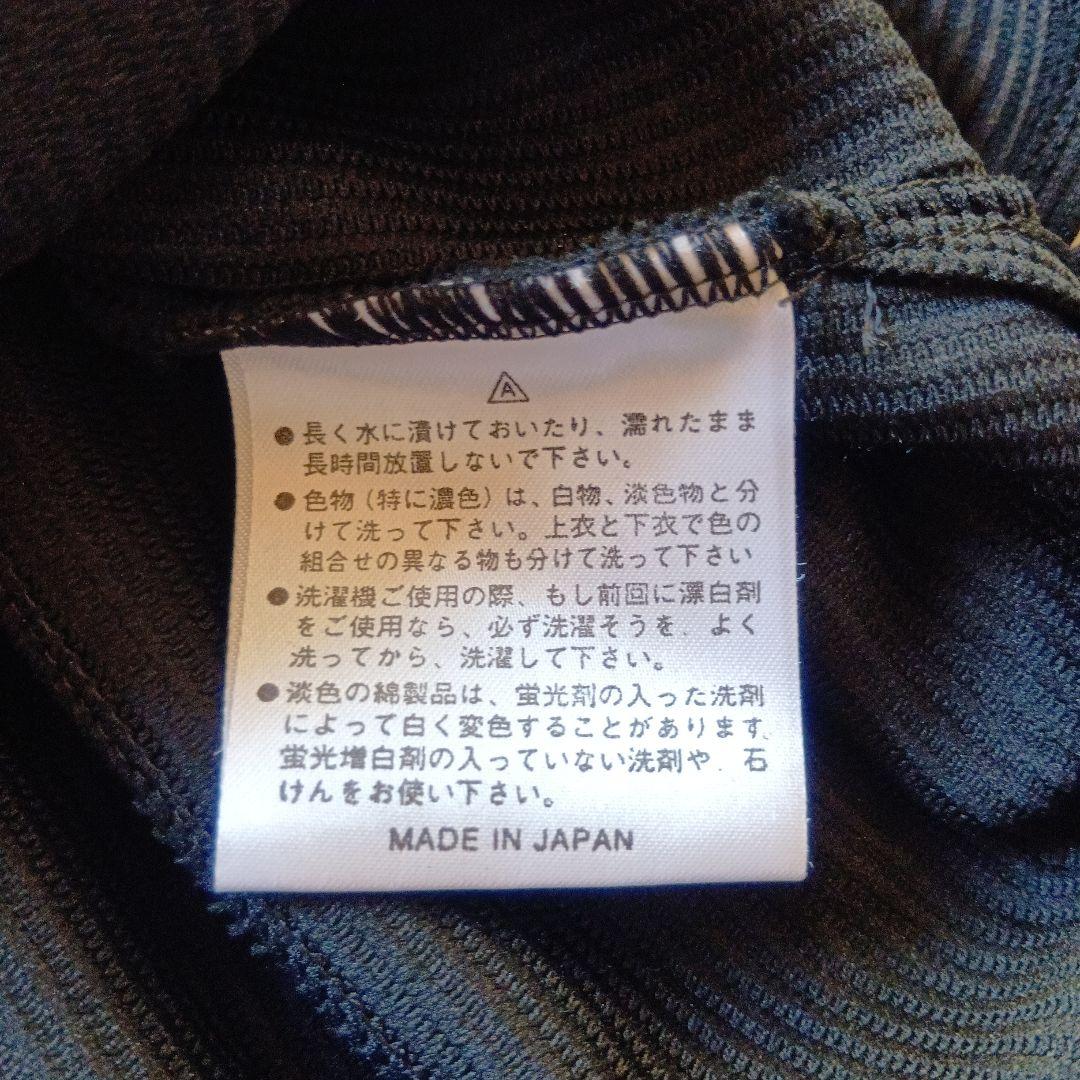 A
● 長く水に漬けておいたり、濡れたまま
長時間放置しないで下さい。
● 色物(特に濃色)は、白物、淡色物と分
けて洗って下さい。上衣と下衣で色の
組合せの異なる物も分けて洗って下さい
● 洗濯機ご使用の際、もし前回に漂白剤
をご使用なら、必ず洗濯そうを、よく
洗ってから、洗濯して下さい。
● 淡色の綿製品は、蛍光剤の入った洗剤
によって白く変色することがあります、
蛍光増白剤の入っていない洗剤や、石
けんをお使い下さい。
MADE IN JAPAN